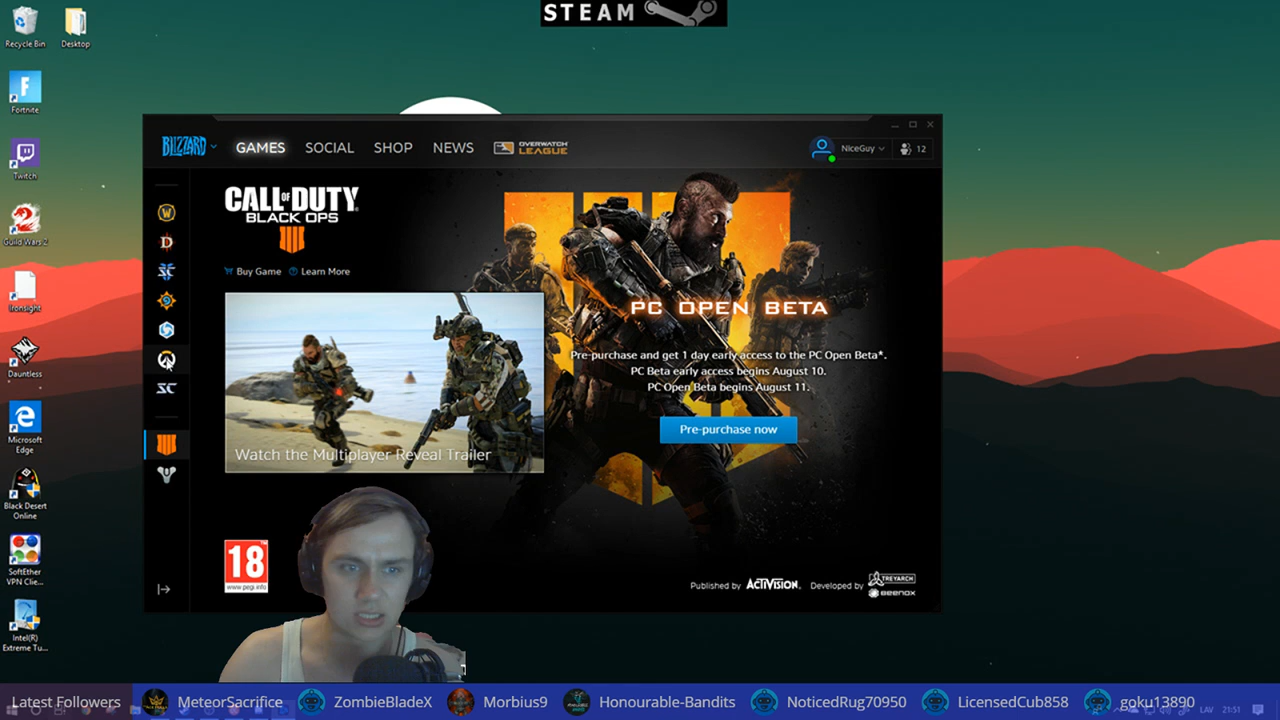 STEAM
Recycle Bin
Desktop
Fortnite
Twitch
Guild Wars 2
Ironsight
Dauntless
Microsoft
Edge
Black Desert
Online
SoftEther
VPN Clie...
Intel(R)
Extreme Tu...
BLIZZARD
GAMES
SOCIAL
SHOP
NEWS
OVERWATCH
LEAGUE
NiceGuy
12
CALL OF DUTY
BLACK OPS
IIII
Buy Game
Learn More
Watch the Multiplayer Reveal Trailer
PC OPEN BETA
Pre-purchase and get 1 day early access to the PC Open Beta*.
PC Beta early access begins August 10.
PC Open Beta begins August 11.
Pre-purchase now
18
www.pegi.info
Published by ACTIVISION. Developed by TREYARCH
BEENOX
Latest Followers MeteorSacrifice ZombieBladeX Morbius9 Honourable-Bandits NoticedRug70950 LicensedCub858 goku13890
LAV 21:51